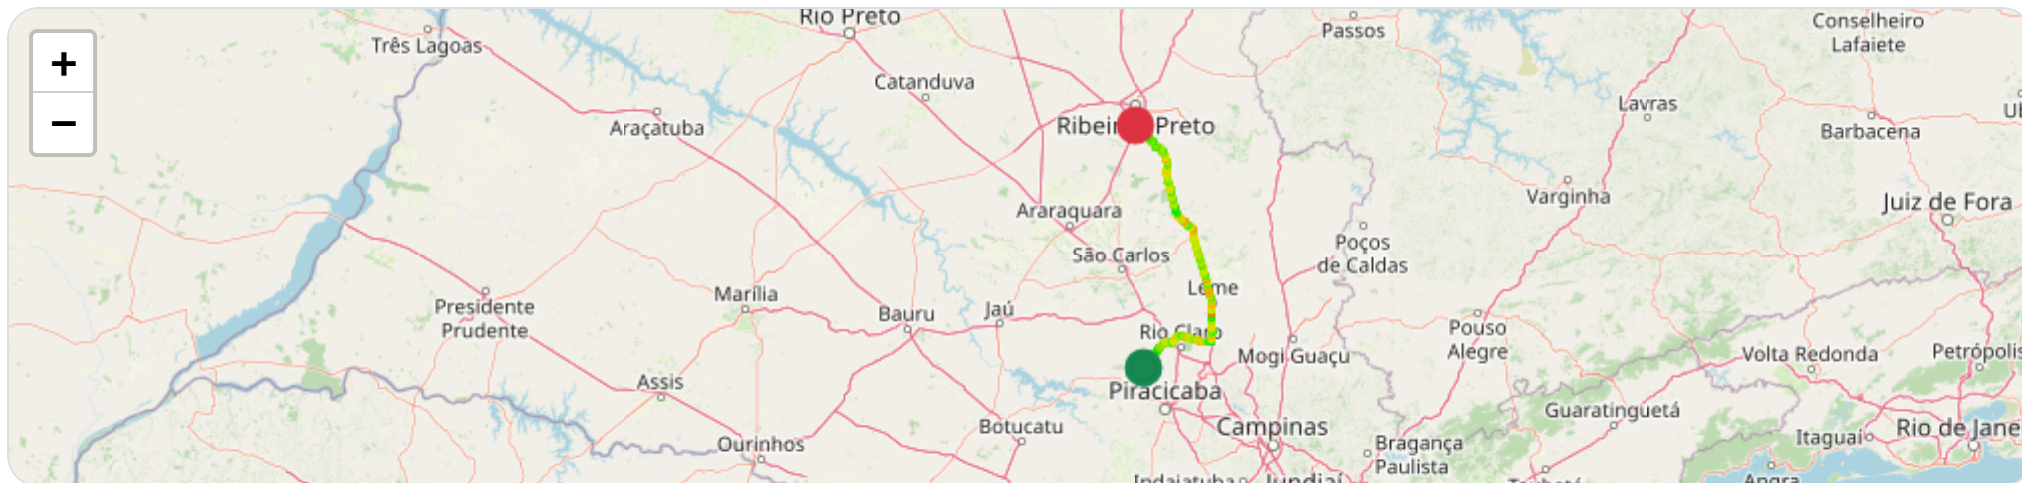 +
−
Três Lagoas
Rio Preto
Catanduva
Araçatuba
Passos
Conselheiro
Lafaiete
Lavras
Barbacena
Ribeir Preto
Varginha
Juiz de Fora
Araraquara
São Carlos
Poços
de Caldas
Leme
Presidente
Prudente
Marília
Bauru
Jaú
Rio Claro
Mogi Guaçu
Pouso
Alegre
Volta Redonda
Petrópolis
Assis
Piracicaba
Guaratinguetá
Botucatu
Campinas
Ourinhos
Bragança
Paulista
Itaguaí
Rio de Jane